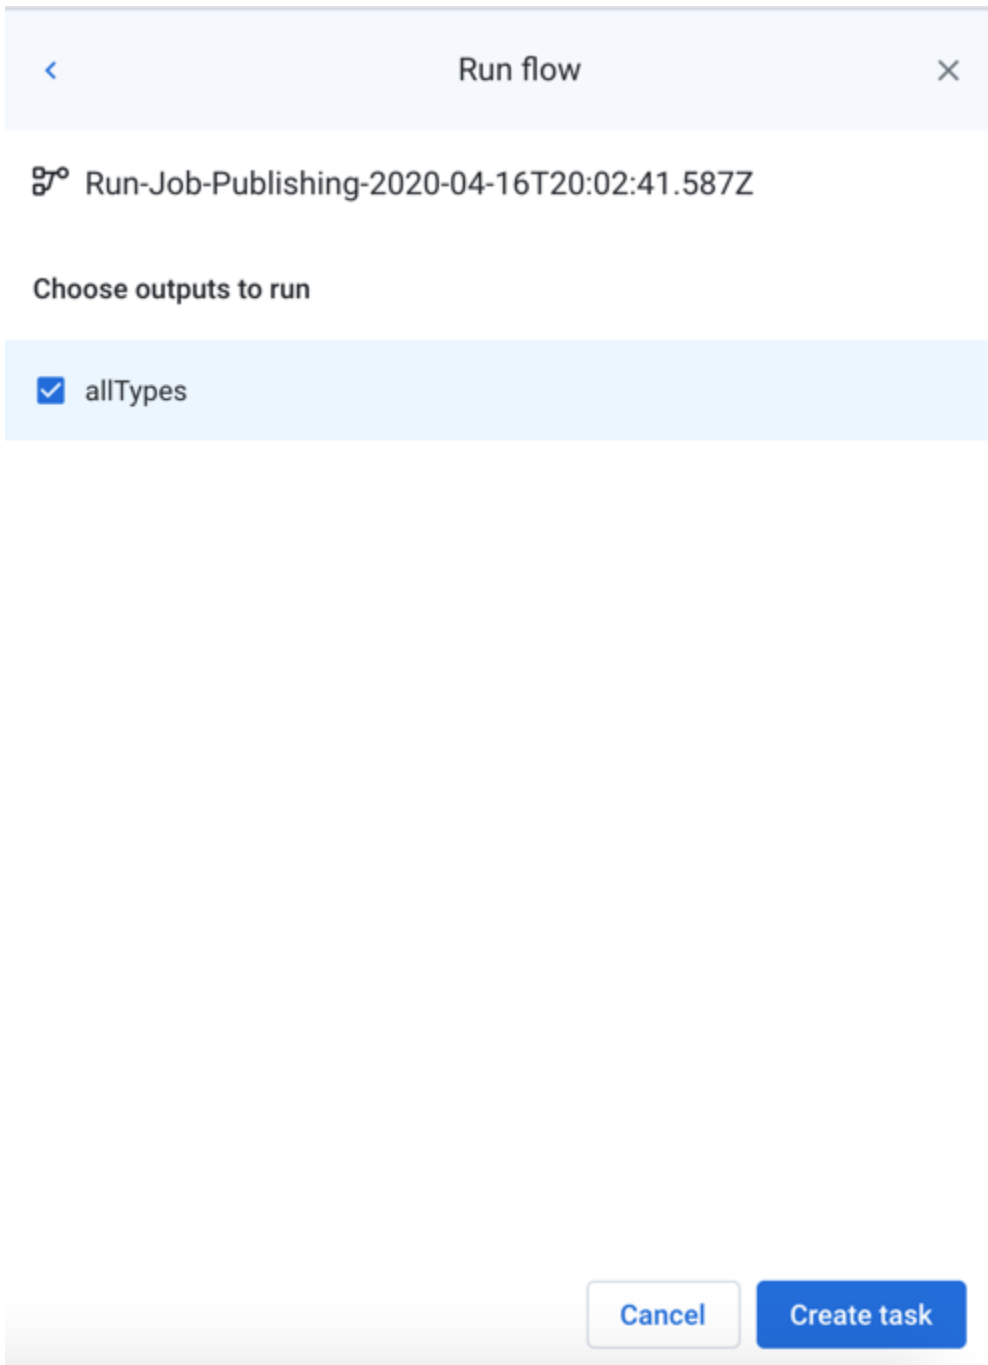 Run flow
Run-Job-Publishing-2020-04-16T20:02:41.587Z
Choose outputs to run
allTypes
Cancel
Create task